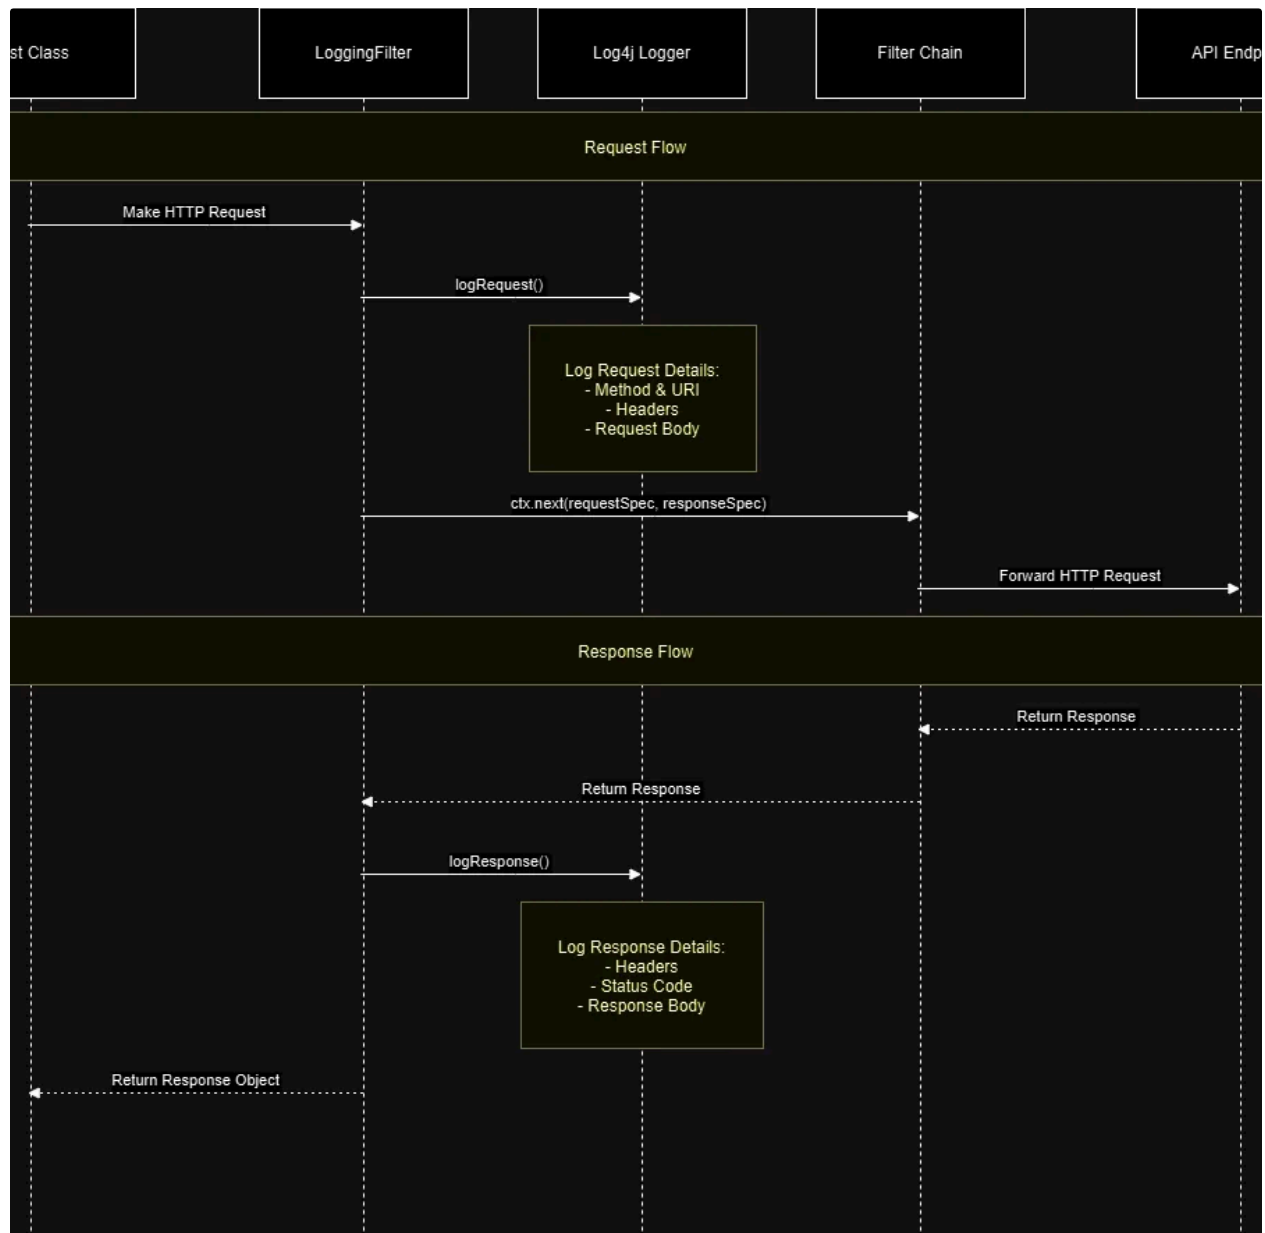 st Class
LoggingFilter
Log4j Logger
Filter Chain
API Endp
Request Flow
Make HTTP Request
logRequest()
Log Request Details:
- Method & URI
- Headers
- Request Body
ctx.next(requestSpec, responseSpec)
Forward HTTP Request
Response Flow
Return Response
Return Response
logResponse()
Log Response Details:
- Headers
- Status Code
- Response Body
Return Response Object